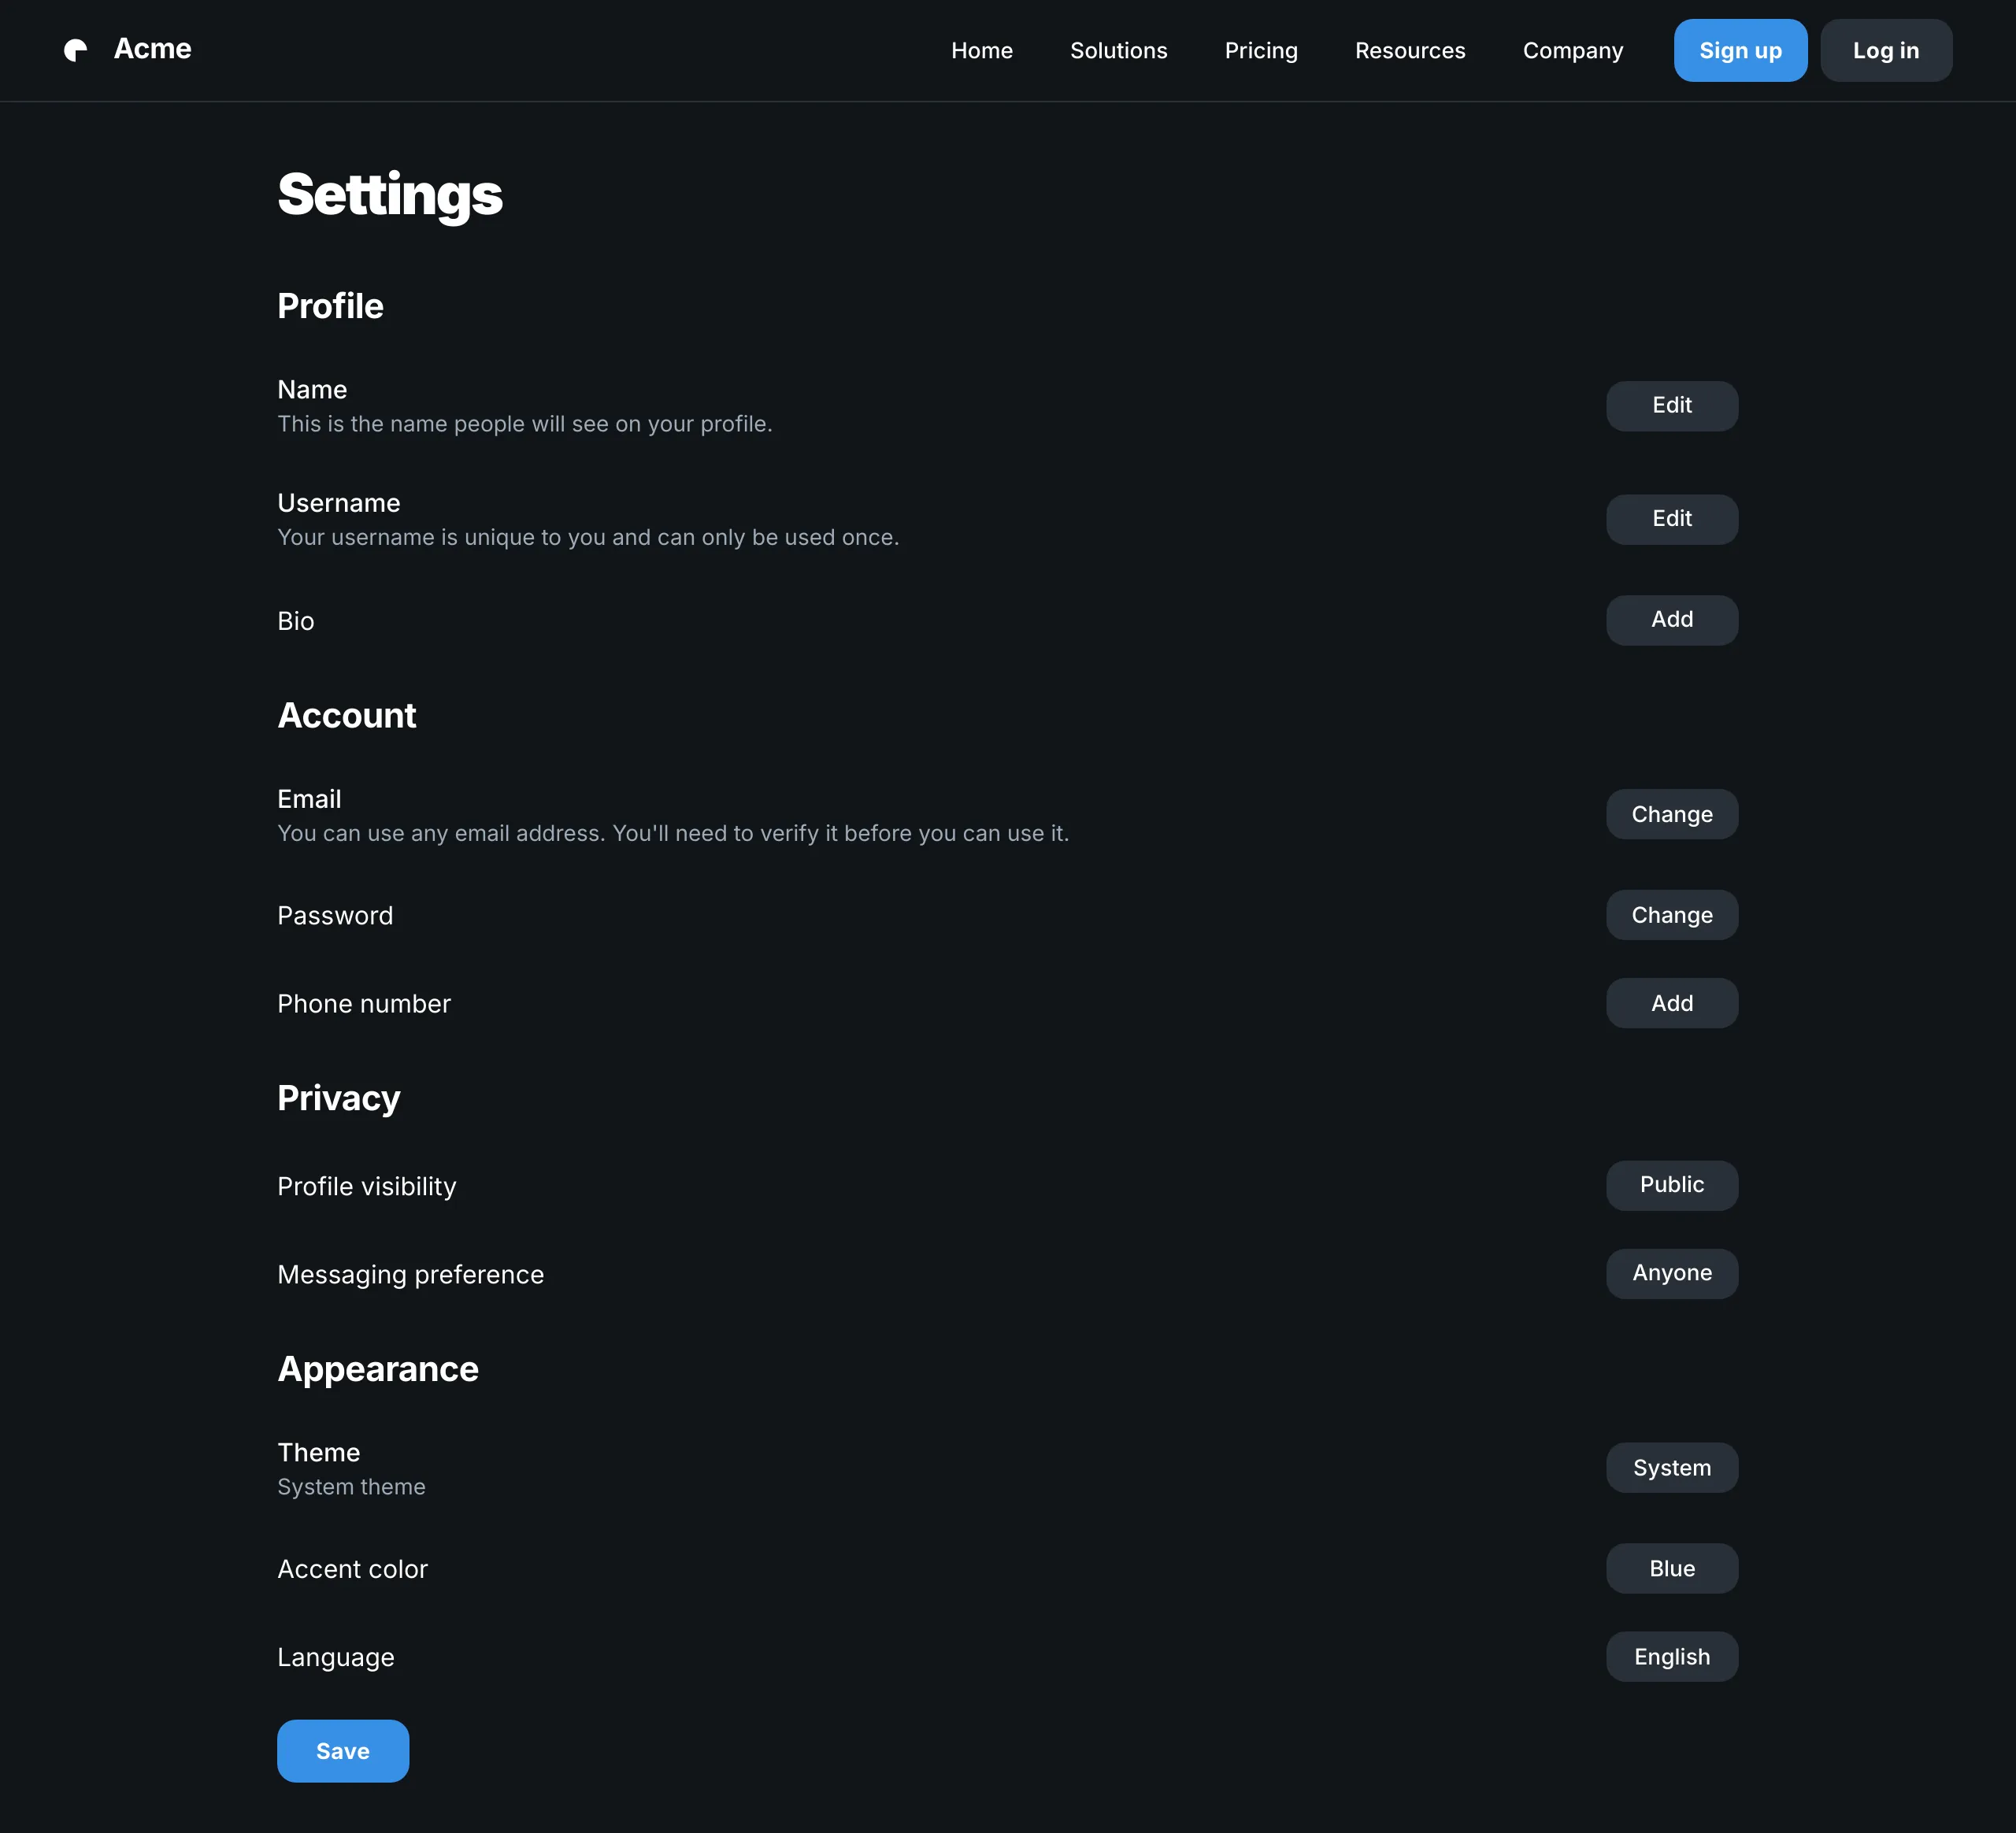 Acme
Home Solutions Pricing Resources Company Sign up Log in
Settings
Profile
Name
This is the name people will see on your profile.
Edit
Username
Your username is unique to you and can only be used once.
Edit
Bio
Add
Account
Email
You can use any email address. You'll need to verify it before you can use it.
Change
Password
Change
Phone number
Add
Privacy
Profile visibility
Public
Messaging preference
Anyone
Appearance
Theme
System theme
System
Accent color
Blue
Language
English
Save